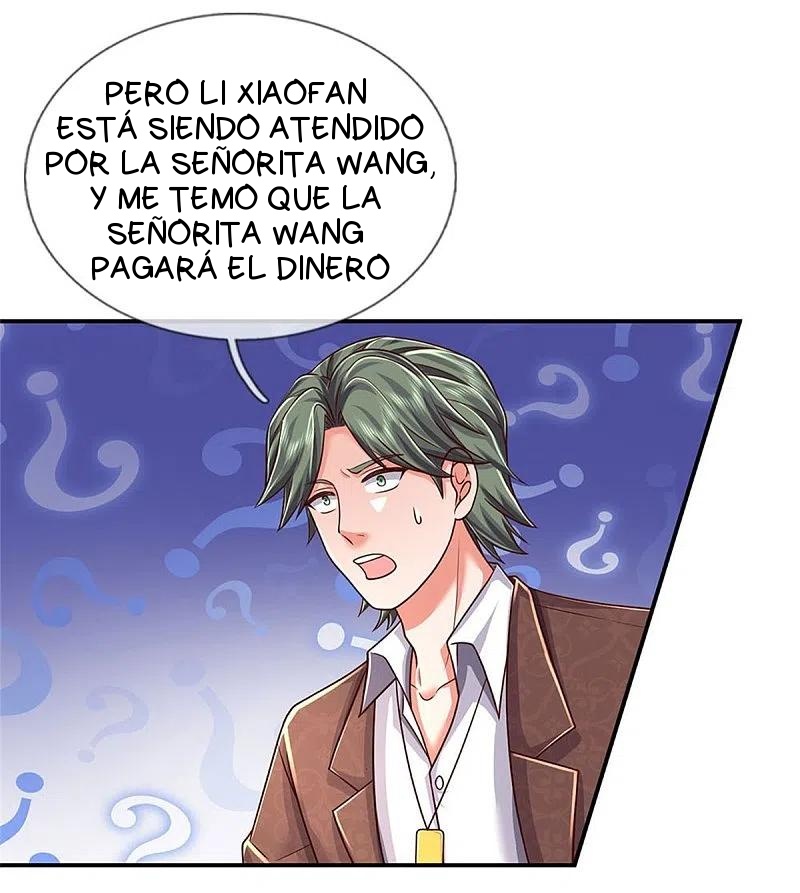 PERO LI XIAOFAN
ESTÁ SIENDO ATENDIDO
POR LA SEÑORITA WANG,
Y ME TEMO QUE LA
SEÑORITA WANG
PAGARÁ EL DINERO